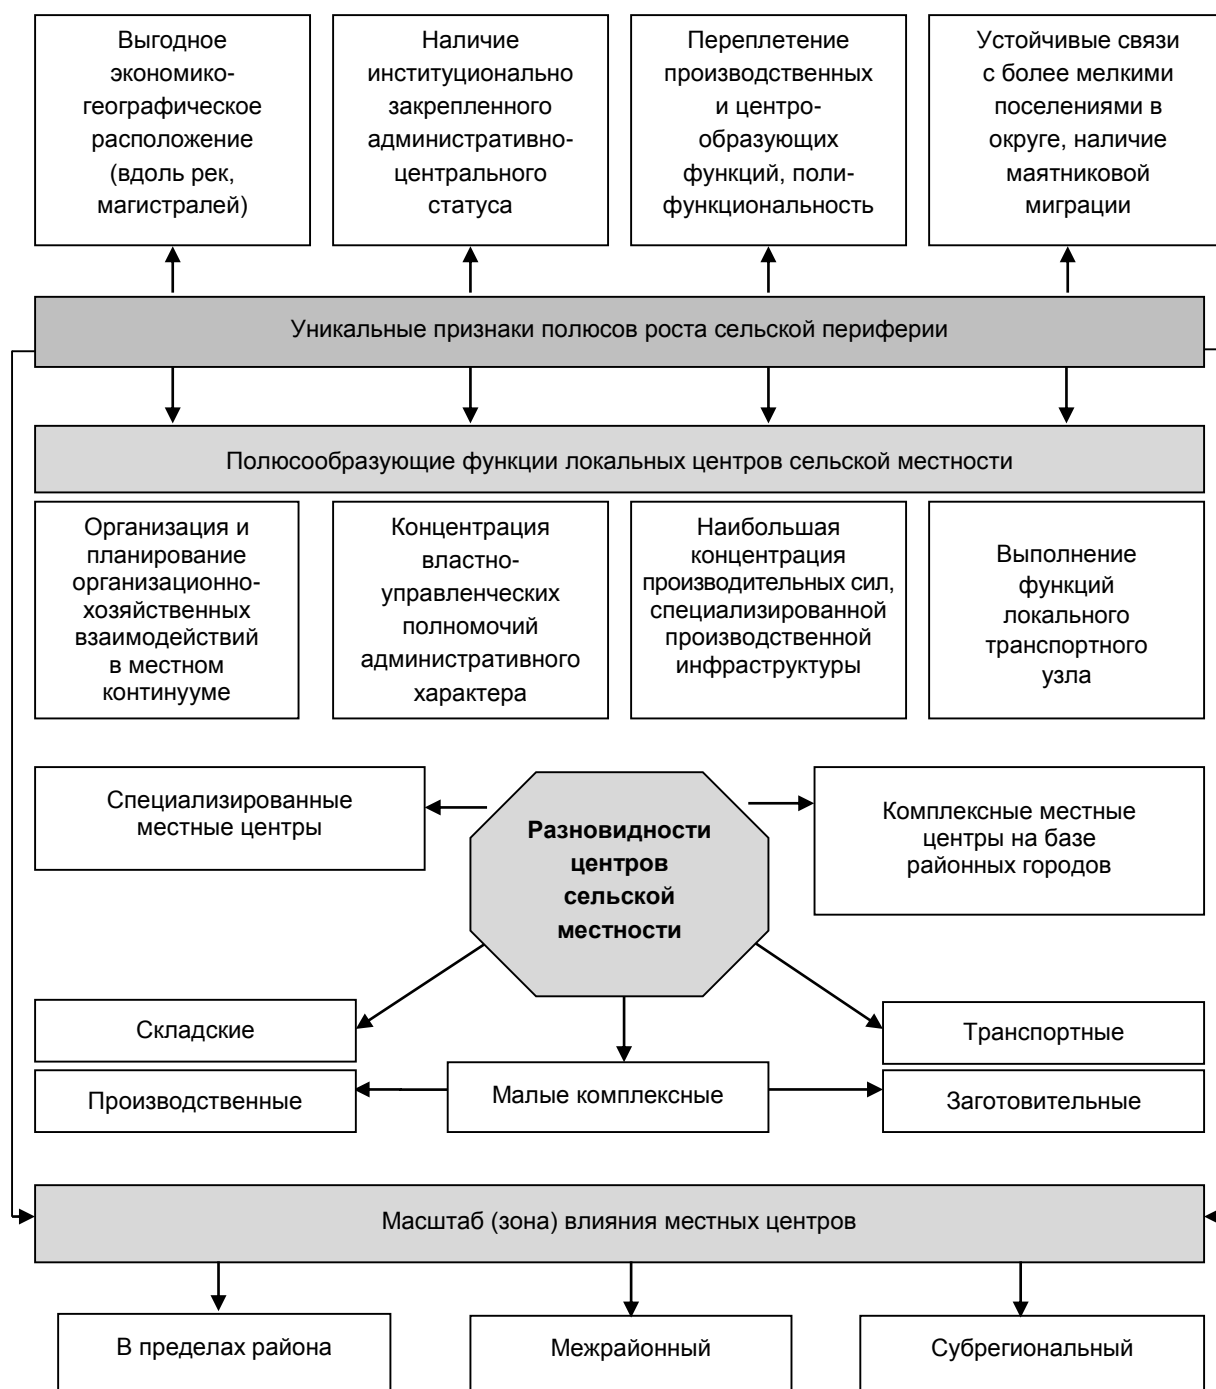 Выгодное
экономико-
географическое
расположение
(вдоль рек,
магистралей)
Наличие
институционально
закрепленного
административно-
центрального
статуса
Переплетение
производственных
и центро-
образующих
функций, поли-
функциональность
Устойчивые связи
с более мелкими
поселениями в
округе, наличие
маятниковой
миграции
Уникальные признаки полюсов роста сельской периферии
Полюсообразующие функции локальных центров сельской местности
Организация и
планирование
организационно-
хозяйственных
взаимодействий
в местном
континууме
Концентрация
властно-
управленческих
полномочий
административного
характера
Наибольшая
концентрация
производительных сил,
специализированной
производственной
инфраструктуры
Выполнение
функций
локального
транспортного
узла
Специализированные
местные центры
Разновидности
центров
сельской
местности
Комплексные местные
центры на базе
районных городов
Складские
Транспортные
Производственные
Малые комплексные
Заготовительные
Масштаб (зона) влияния местных центров
В пределах района
Межрайонный
Субрегиональный